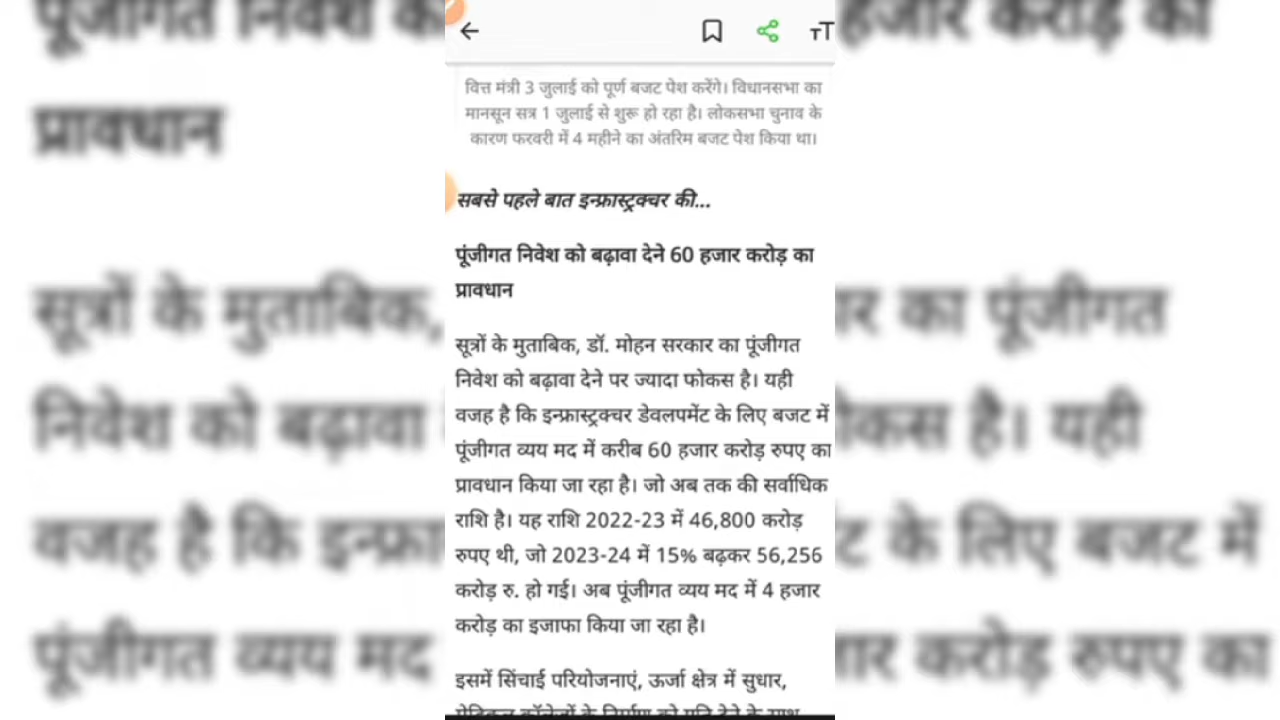 वित्त मंत्री 3 जुलाई को पूर्ण बजट पेश करेंगे। विधानसभा का
मानसून सत्र 1 जुलाई से शुरू हो रहा है। लोकसभा चुनाव के
कारण फरवरी में 4 महीने का अंतरिम बजट पेश किया था।
सबसे पहले बात इन्फ्रास्ट्रक्चर की...
पूंजीगत निवेश को बढ़ावा देने 60 हजार करोड़ का
प्रावधान
सूत्रों के मुताबिक, डॉ. मोहन सरकार का पूंजीगत
निवेश को बढ़ावा देने पर ज्यादा फोकस है। यही
वजह है कि इन्फ्रास्ट्रक्चर डेवलपमेंट के लिए बजट में
पूंजीगत व्यय मद में करीब 60 हजार करोड़ रुपए का
प्रावधान किया जा रहा है। जो अब तक की सर्वाधिक
राशि है। यह राशि 2022-23 में 46,800 करोड़
रुपए थी, जो 2023-24 में 15% बढ़कर 56,256
करोड़ रु. हो गई। अब पूंजीगत व्यय मद में 4 हजार
करोड़ का इजाफा किया जा रहा है।
इसमें सिंचाई परियोजनाएं, ऊर्जा क्षेत्र में सुधार,
मेडिकल कॉलेजों के निर्माण को गति देने के साथ